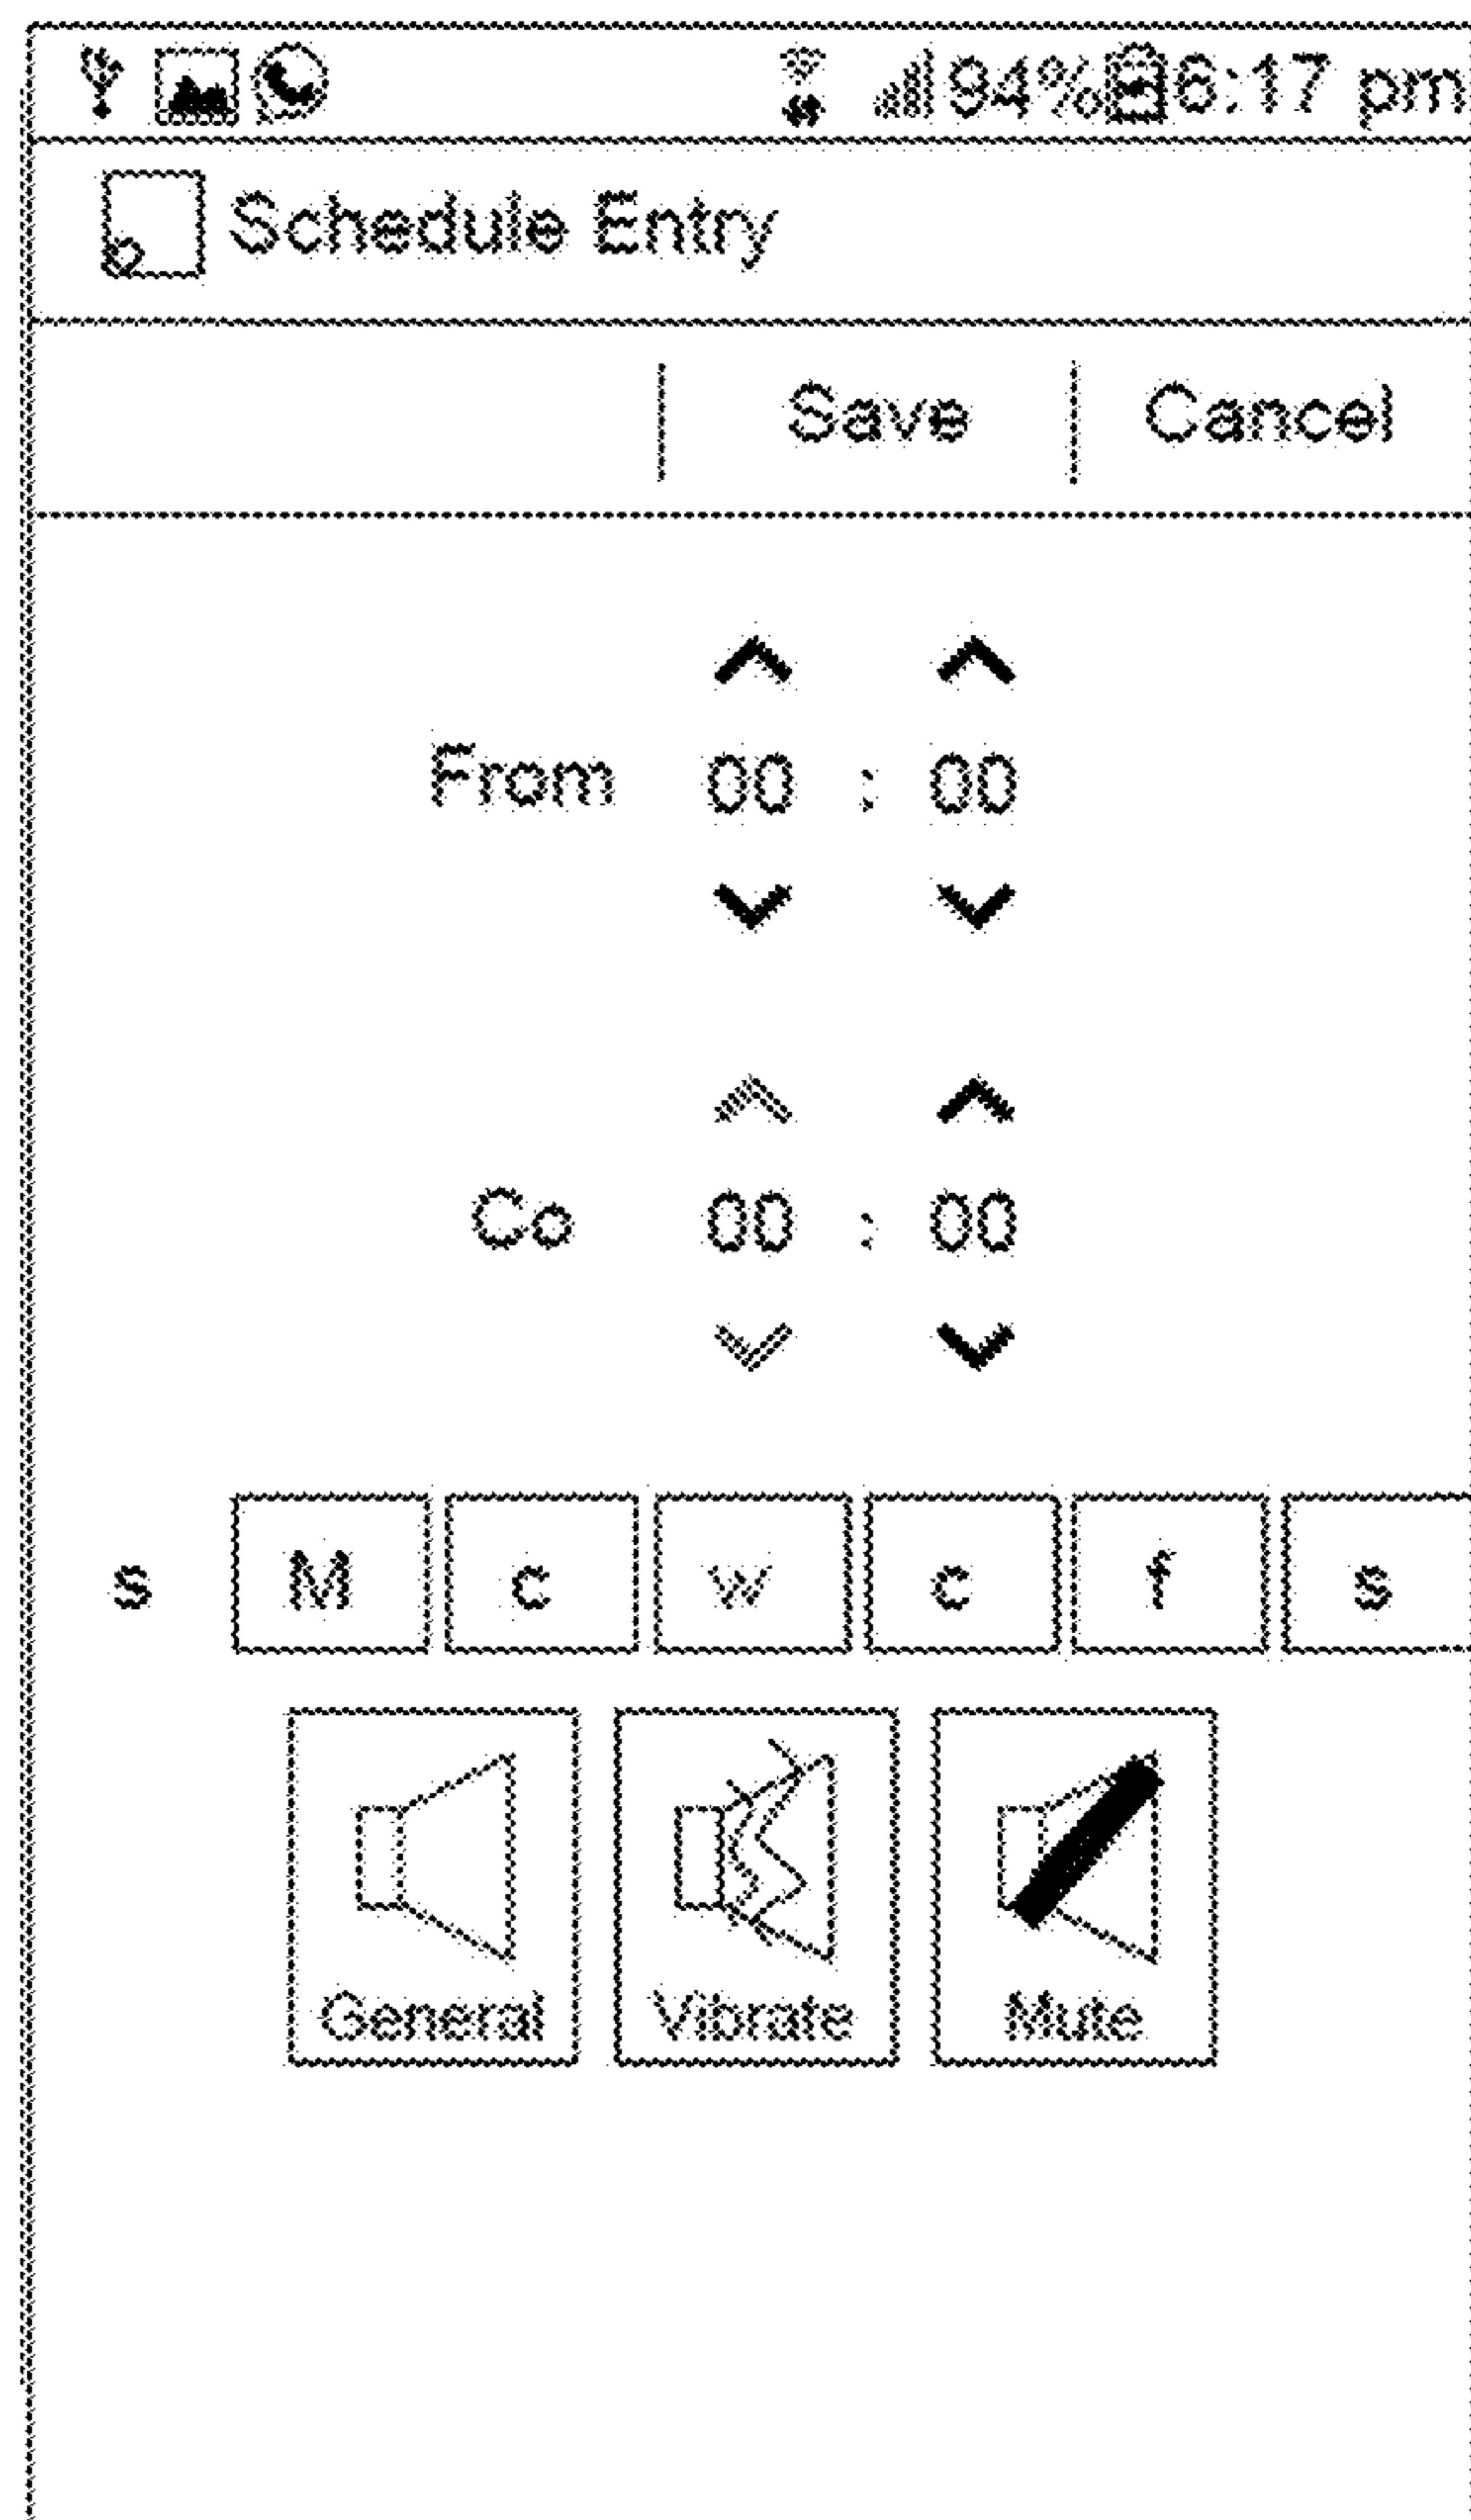 94% 6:17 pm
Schedule Entry
Save Cancel
From 00 : 00
Co 00 : 00
s M c w c f s
General Vibrate Mute